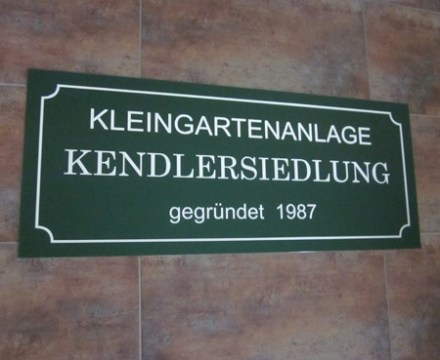 KLEINGARTENANLAGE
KENDLERSIEDLUNG
gegründet 1987